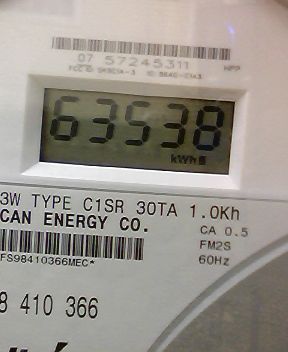 07 57245311
HPP
63538
kWh
3W TYPE C1SR 30TA 1.0Kh
CAN ENERGY CO.
CA 0.5
FM2S
60Hz
FS98410366MEC*
8 410 366